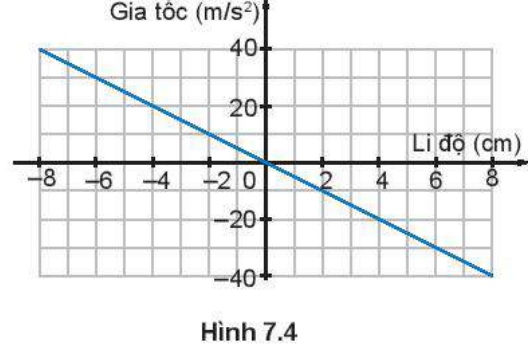 Gia tốc (m/s²)
40
20
Li độ (cm)
–8 –6 –4 –2 0 2 4 6 8
–20
–40
Hình 7.4